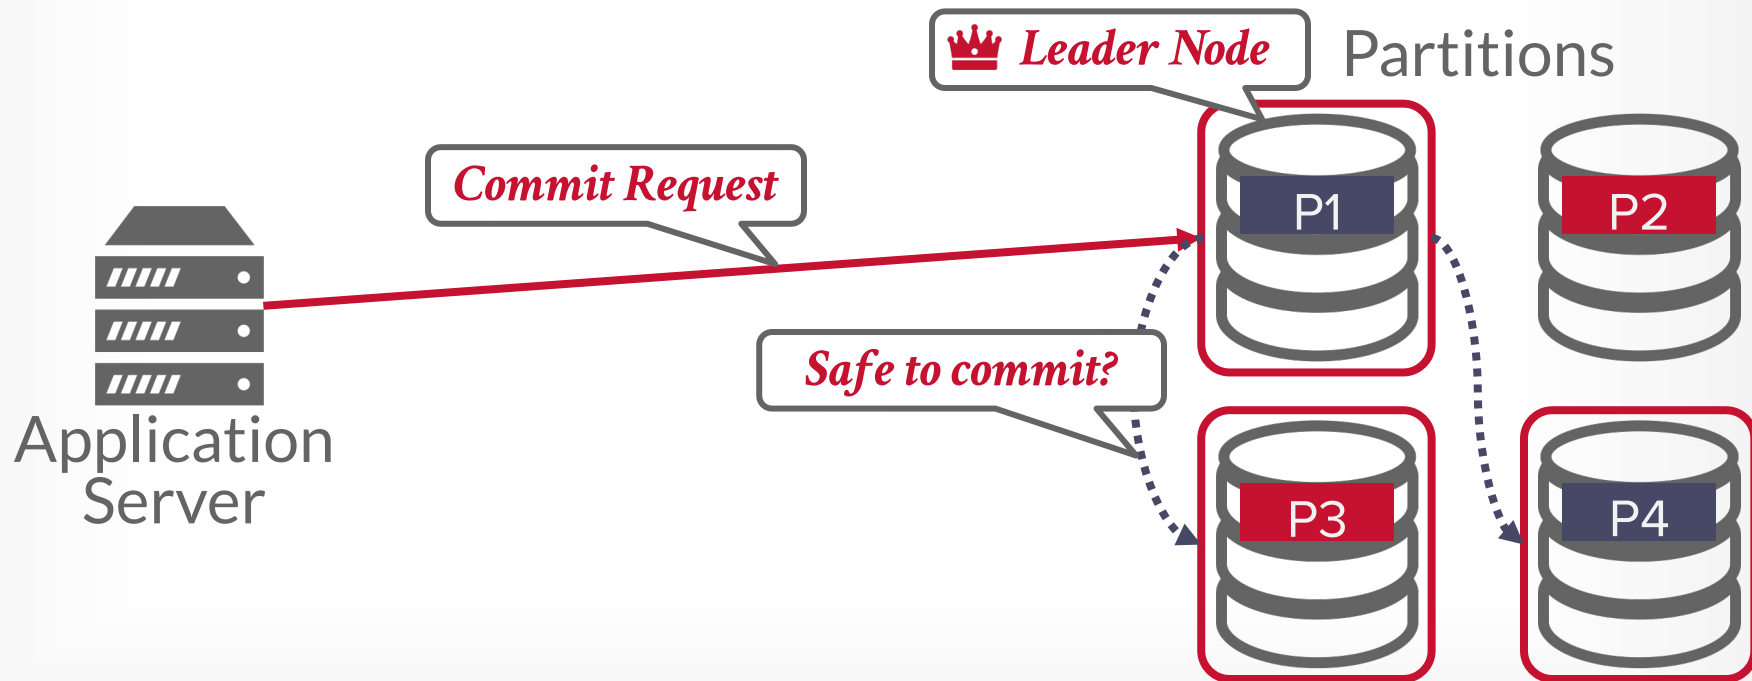 Leader Node
Partitions
Commit Request
P1
P2
Safe to commit?
Application
Server
P3
P4